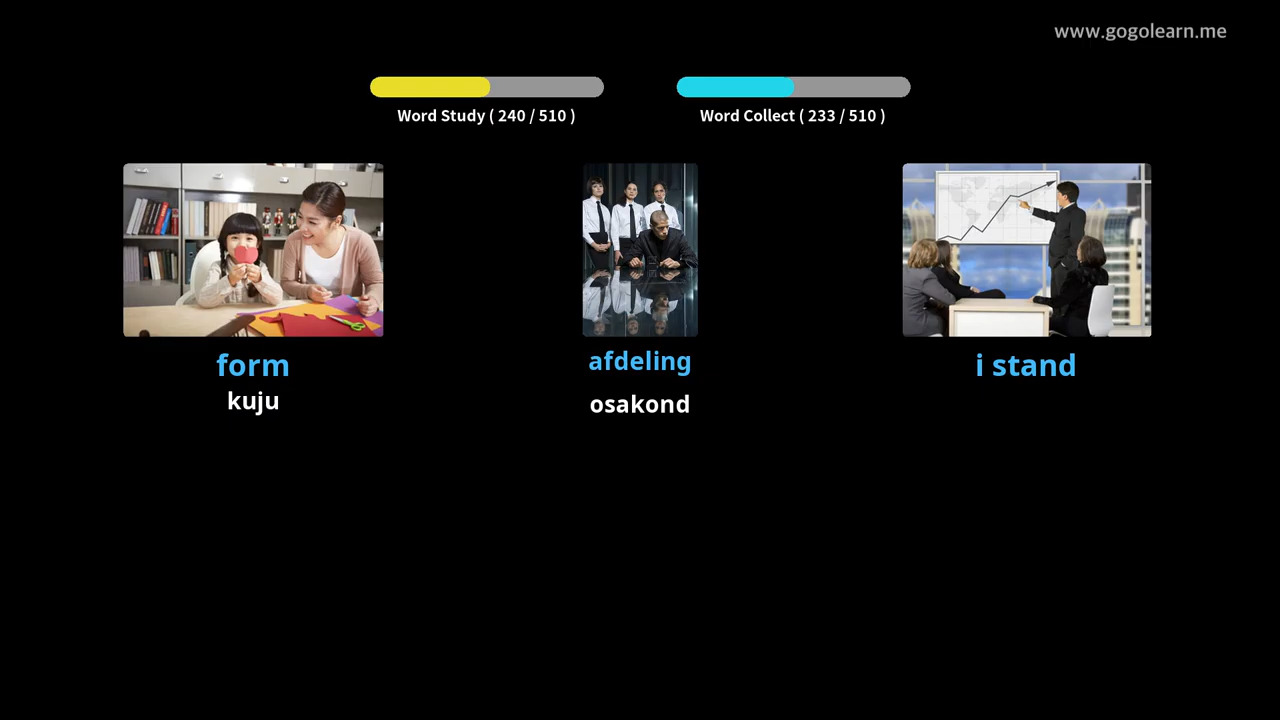 www.gogolearn.me
Word Study ( 240 / 510 )
Word Collect ( 233 / 510 )
form
kuju
afdeling
osakond
i stand